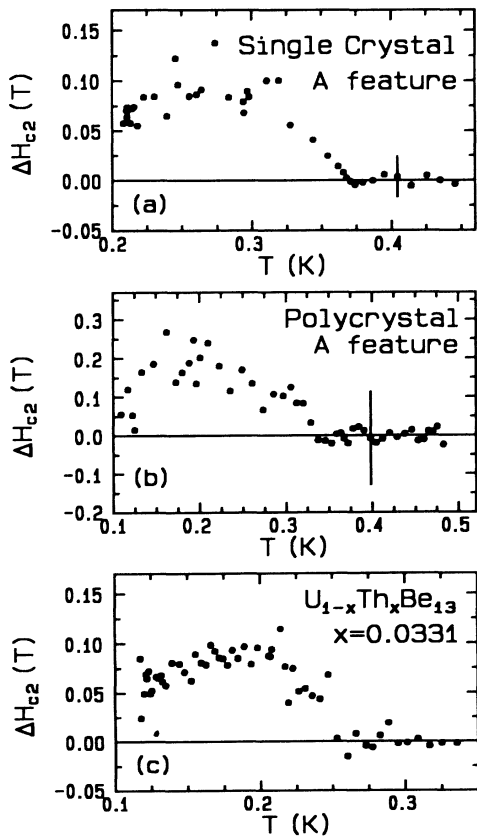 Single Crystal
A feature
0.15
0.10
0.05
0.00
-0.05
ΔHc2 (T)
(a)
0.2 0.3 0.4
T (K)
Polycrystal
A feature
0.3
0.2
0.1
0.0
-0.1
-0.2
ΔHc2 (T)
(b)
0.1 0.2 0.3 0.4 0.5
T (K)
U1-xThxBe13
x=0.0331
0.15
0.10
0.05
0.00
-0.05
ΔHc2 (T)
(c)
0.1 0.2 0.3
T (K)